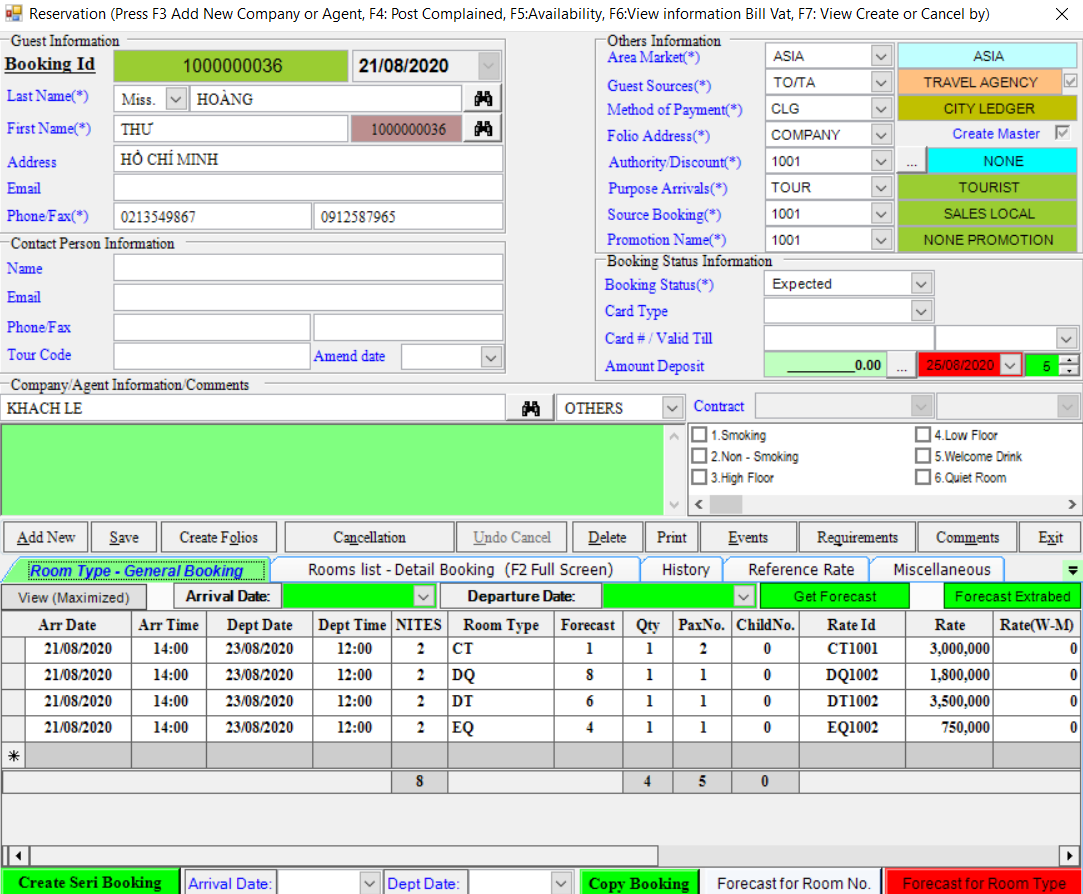 Reservation (Press F3 Add New Company or Agent, F4: Post Complained, F5:Availability, F6:View information Bill Vat, F7: View Create or Cancel by)
Guest Information
Booking Id 1000000036 21/08/2020
Last Name(*) Miss. HOÀNG
First Name(*) THƯ 1000000036
Address HỒ CHÍ MINH
Email
Phone/Fax(*) 0213549867 0912587965
Contact Person Information
Name
Email
Phone/Fax
Tour Code Amend date
Others Information
Area Market(*) ASIA ASIA
Guest Sources(*) TO/TA TRAVEL AGENCY
Method of Payment(*) CLG CITY LEDGER
Folio Address(*) COMPANY Create Master
Authority/Discount(*) 1001 ... NONE
Purpose Arrivals(*) TOUR TOURIST
Source Booking(*) 1001 SALES LOCAL
Promotion Name(*) 1001 NONE PROMOTION
Booking Status Information
Booking Status(*) Expected
Card Type
Card # / Valid Till
Amount Deposit 0.00 ... 25/08/2020 5
Company/Agent Information/Comments
KHACH LE OTHERS Contract
1.Smoking 4.Low Floor
2.Non - Smoking 5.Welcome Drink
3.High Floor 6.Quiet Room
Add New Save Create Folios Cancellation Undo Cancel Delete Print Events Requirements Comments Exit
Room Type - General Booking Rooms list - Detail Booking (F2 Full Screen) History Reference Rate Miscellaneous
View (Maximized) Arrival Date: Departure Date: Get Forecast Forecast Extrabed
Arr Date Arr Time Dept Date Dept Time NITES Room Type Forecast Qty PaxNo. ChildNo. Rate Id Rate Rate(W-M)
21/08/2020 14:00 23/08/2020 12:00 2 CT 1 1 2 0 CT1001 3,000,000 0
21/08/2020 14:00 23/08/2020 12:00 2 DQ 8 1 1 0 DQ1002 1,800,000 0
21/08/2020 14:00 23/08/2020 12:00 2 DT 6 1 1 0 DT1002 3,500,000 0
21/08/2020 14:00 23/08/2020 12:00 2 EQ 4 1 1 0 EQ1002 750,000 0
8 4 5 0
Create Seri Booking Arrival Date: Dept Date: Copy Booking Forecast for Room No. Forecast for Room Type